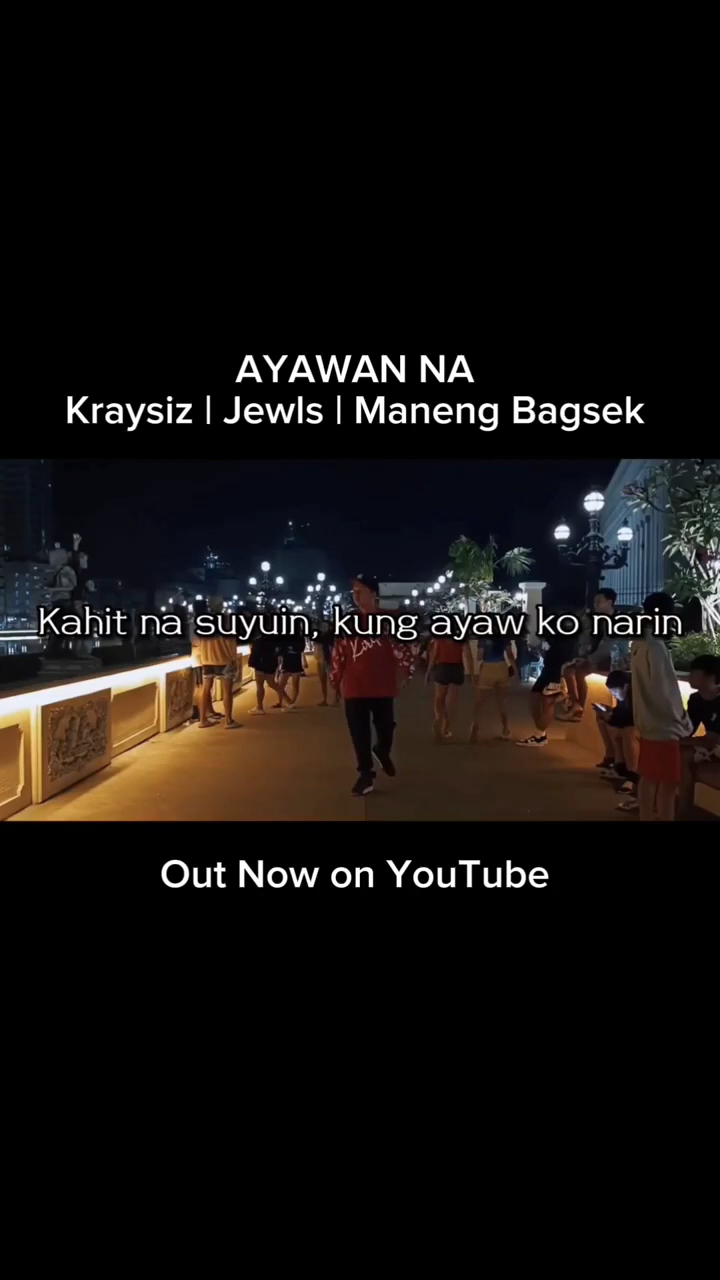 AYAWAN NA
Kraysiz | Jewls | Maneng Bagsek
Kahit na suyuin, kung ayaw ko narin
Out Now on YouTube